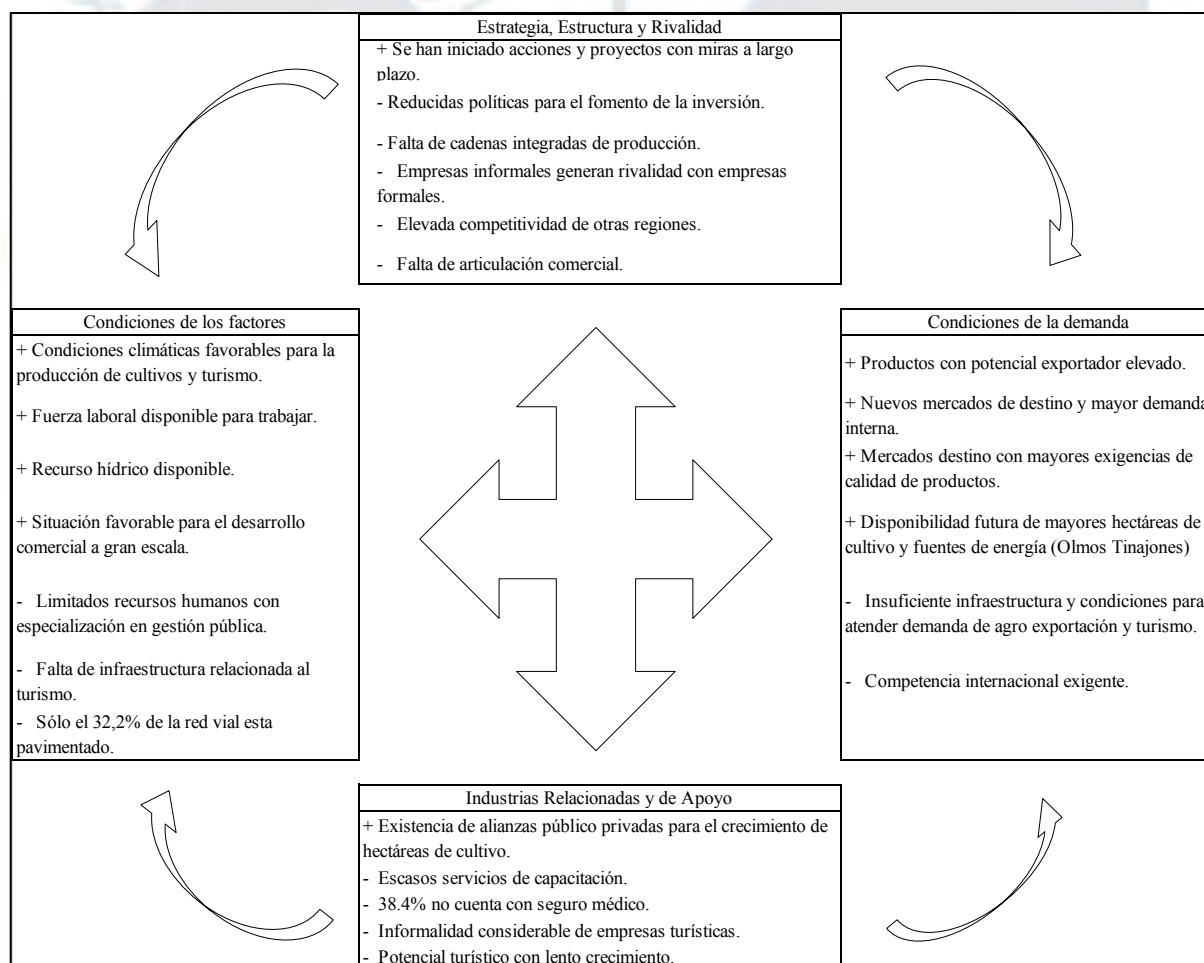 Estrategia, Estructura y Rivalidad
+ Se han iniciado acciones y proyectos con miras a largo
plazo.
- Reducidas políticas para el fomento de la inversión.
- Falta de cadenas integradas de producción.
- Empresas informales generan rivalidad con empresas
formales.
- Elevada competitividad de otras regiones.
- Falta de articulación comercial.
Condiciones de los factores
+ Condiciones climáticas favorables para la
producción de cultivos y turismo.
+ Fuerza laboral disponible para trabajar.
+ Recurso hídrico disponible.
+ Situación favorable para el desarrollo
comercial a gran escala.
- Limitados recursos humanos con
especialización en gestión pública.
- Falta de infraestructura relacionada al
turismo.
- Sólo el 32,2% de la red vial esta
pavimentado.
Condiciones de la demanda
+ Productos con potencial exportador elevado.
+ Nuevos mercados de destino y mayor demanda
interna.
+ Mercados destino con mayores exigencias de
calidad de productos.
+ Disponibilidad futura de mayores hectáreas de
cultivo y fuentes de energía (Olmos Tinajones)
- Insuficiente infraestructura y condiciones para
atender demanda de agro exportación y turismo.
- Competencia internacional exigente.
Industrias Relacionadas y de Apoyo
+ Existencia de alianzas público privadas para el crecimiento de
hectáreas de cultivo.
- Escasos servicios de capacitación.
- 38.4% no cuenta con seguro médico.
- Informalidad considerable de empresas turísticas.
- Potencial turístico con lento crecimiento.